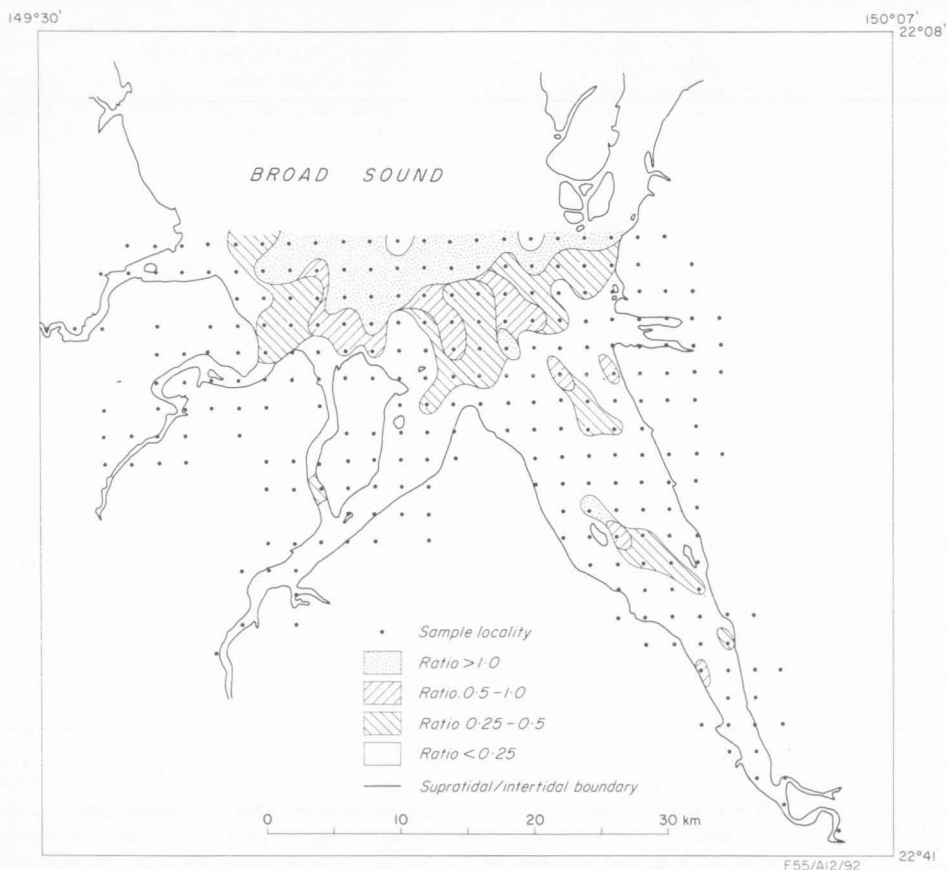 149°30'
150°07'
22°08'
BROAD SOUND
Sample locality
Ratio >1·0
Ratio. 0·5-1·0
Ratio 0·25-0·5
Ratio <0·25
Supratidal/intertidal boundary
0 10 20 30 km
22°41'
F55/A12/92